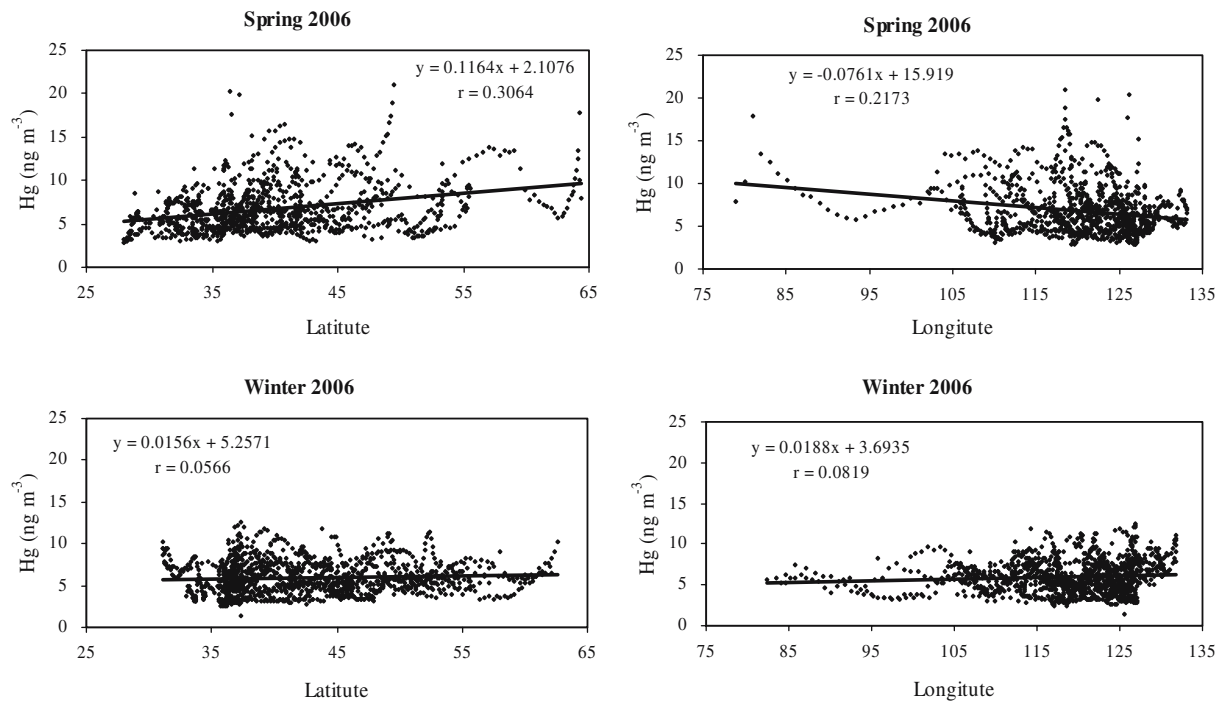 Spring 2006
25
20
15
10
5
0
Hg (ng m-3)
y = 0.1164x + 2.1076
r = 0.3064
25 35 45 55 65
Latitute
Spring 2006
25
20
15
10
5
0
Hg (ng m-3)
y = -0.0761x + 15.919
r = 0.2173
75 85 95 105 115 125 135
Longitute
Winter 2006
25
20
15
10
5
0
Hg (ng m-3)
y = 0.0156x + 5.2571
r = 0.0566
25 35 45 55 65
Latitute
Winter 2006
25
20
15
10
5
0
Hg (ng m-3)
y = 0.0188x + 3.6935
r = 0.0819
75 85 95 105 115 125 135
Longitute